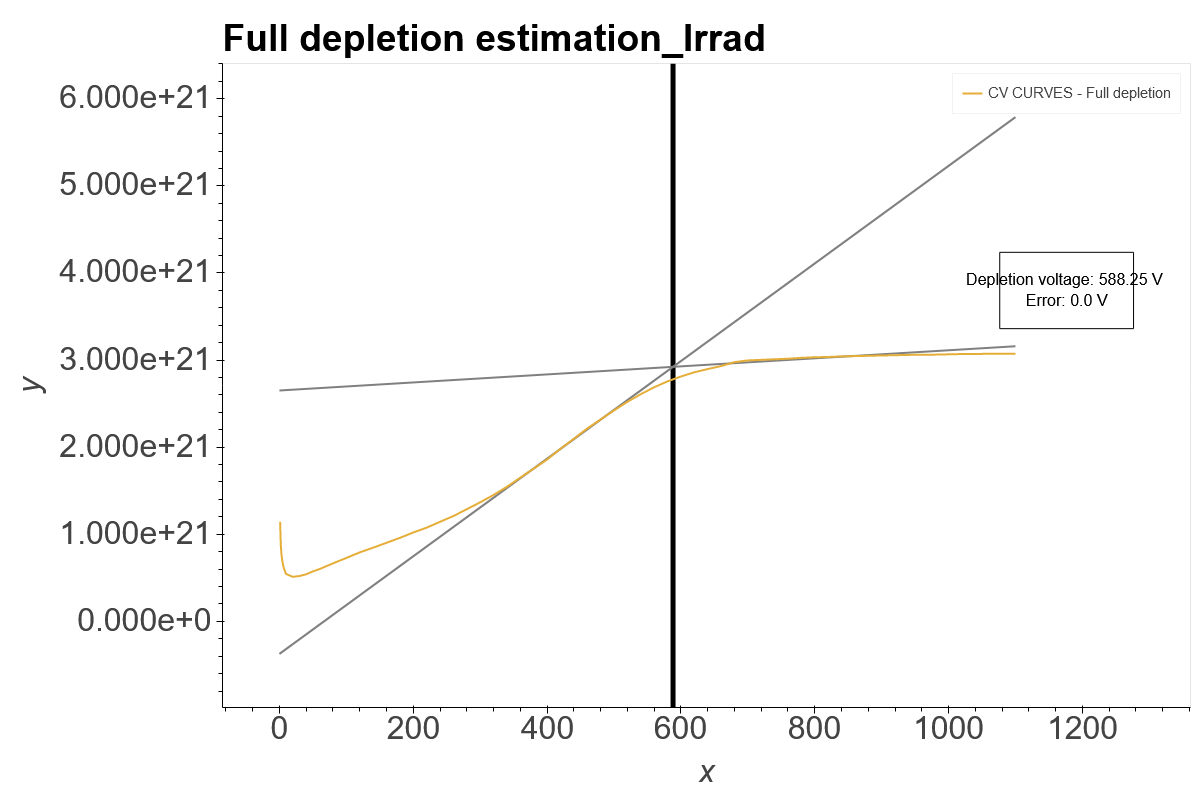 Full depletion estimation_Irrad
CV CURVES - Full depletion
6.000e+21
5.000e+21
4.000e+21
3.000e+21
2.000e+21
1.000e+21
0.000e+0
y
Depletion voltage: 588.25 V
Error: 0.0 V
0 200 400 600 800 1000 1200
x